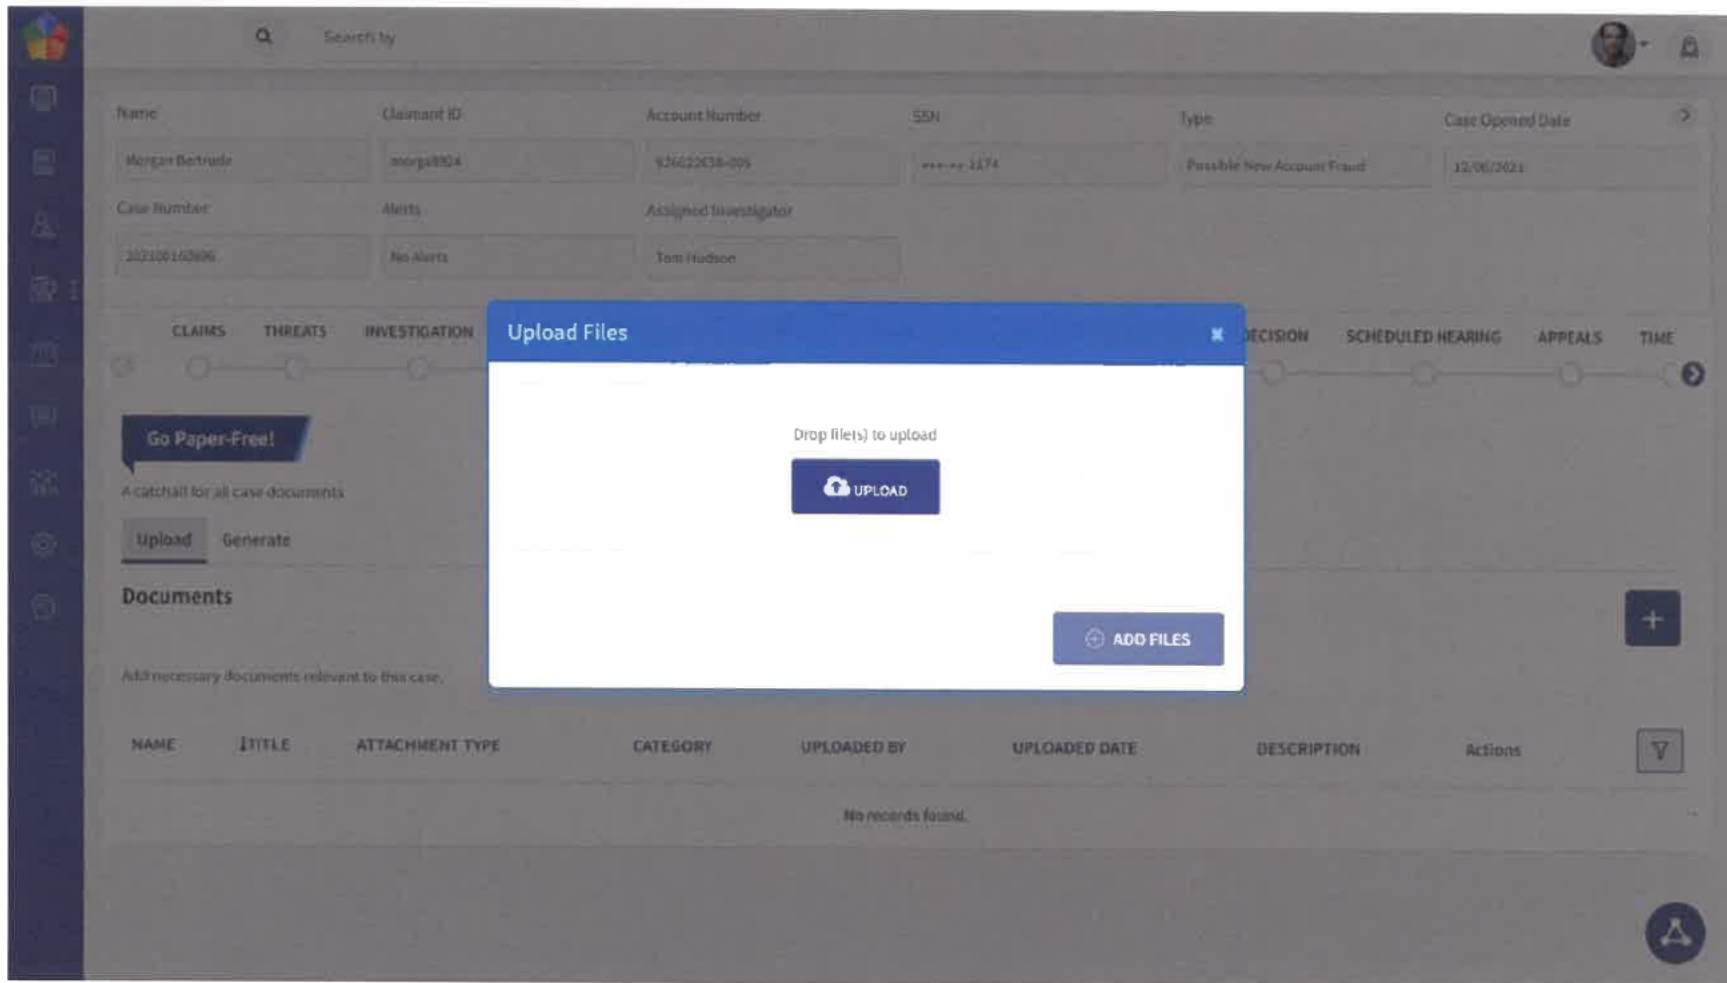 Search by
Name Claimant ID Account Number SSN Type Case Opened Date
Morgan Bertrude Possible New Account Fraud
Case Number Alerts Assigned Investigator
No Alerts Tom Hudson
CLAIMS THREATS INVESTIGATION DECISION SCHEDULED HEARING APPEALS TIME
Upload Files
Go Paper-Free!
Drop file(s) to upload
UPLOAD
A catchall for all case documents
Upload Generate
Documents
ADD FILES
Add necessary documents relevant to this case.
NAME TITLE ATTACHMENT TYPE CATEGORY UPLOADED BY UPLOADED DATE DESCRIPTION Actions
No records found.